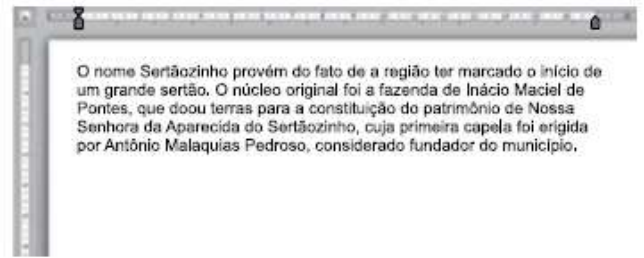 O nome Sertãozinho provém do fato de a região ter marcado o início de
um grande sertão. O núcleo original foi a fazenda de Inácio Maciel de
Pontes, que doou terras para a constituição do patrimônio de Nossa
Senhora da Aparecida do Sertãozinho, cuja primeira capela foi erigida
por Antônio Malaquias Pedroso, considerado fundador do município.